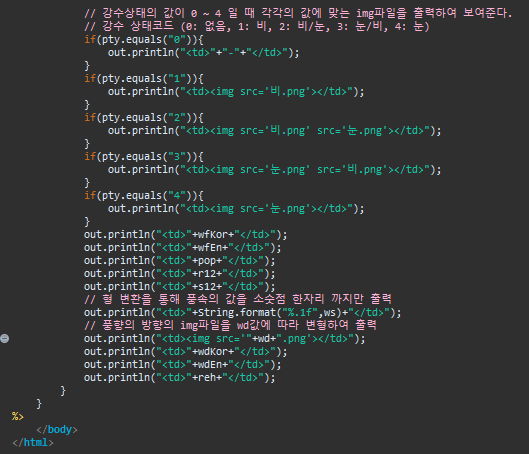 // 강수상태의 값이 0 ~ 4 일 때 각각의 값에 맞는 img파일을 출력하여 보여준다.
// 강수 상태코드 (0: 없음, 1: 비, 2: 비/눈, 3: 눈/비, 4: 눈)
if(pty.equals("0")){
out.println("<td>"+"-"+"</td>");
}
if(pty.equals("1")){
out.println("<td><img src='비.png'></td>");
}
if(pty.equals("2")){
out.println("<td><img src='비.png' src='눈.png'></td>");
}
if(pty.equals("3")){
out.println("<td><img src='눈.png' src='비.png'></td>");
}
if(pty.equals("4")){
out.println("<td><img src='눈.png'></td>");
}
out.println("<td>"+wfKor+"</td>");
out.println("<td>"+wfEn+"</td>");
out.println("<td>"+pop+"</td>");
out.println("<td>"+r12+"</td>");
out.println("<td>"+s12+"</td>");
// 형 변환을 통해 풍속의 값을 소숫점 한자리 까지만 출력
out.println("<td>"+String.format("%.1f",ws)+"</td>");
// 풍향의 방향의 img파일을 wd값에 따라 변형하여 출력
out.println("<td><img src='"+wd+".png'></td>");
out.println("<td>"+wdKor+"</td>");
out.println("<td>"+wdEn+"</td>");
out.println("<td>"+reh+"</td>");
}
}
%>
</body>
</html>